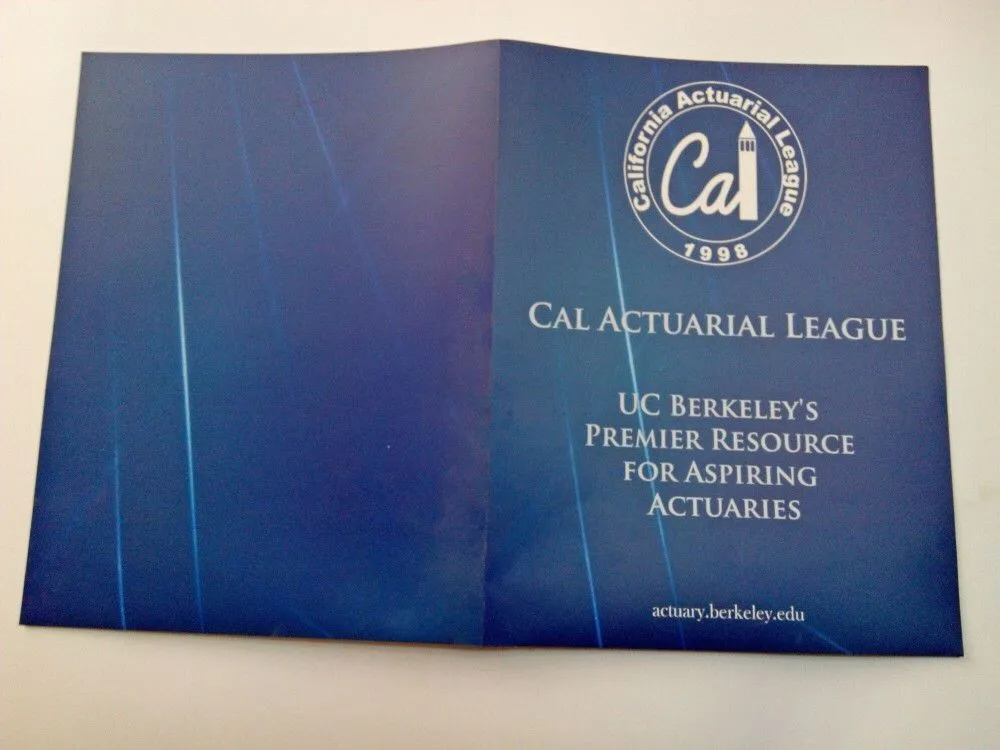 California Actuarial League
Cal
1998
CAL ACTUARIAL LEAGUE
UC BERKELEY'S
PREMIER RESOURCE
FOR ASPIRING
ACTUARIES
actuary.berkeley.edu